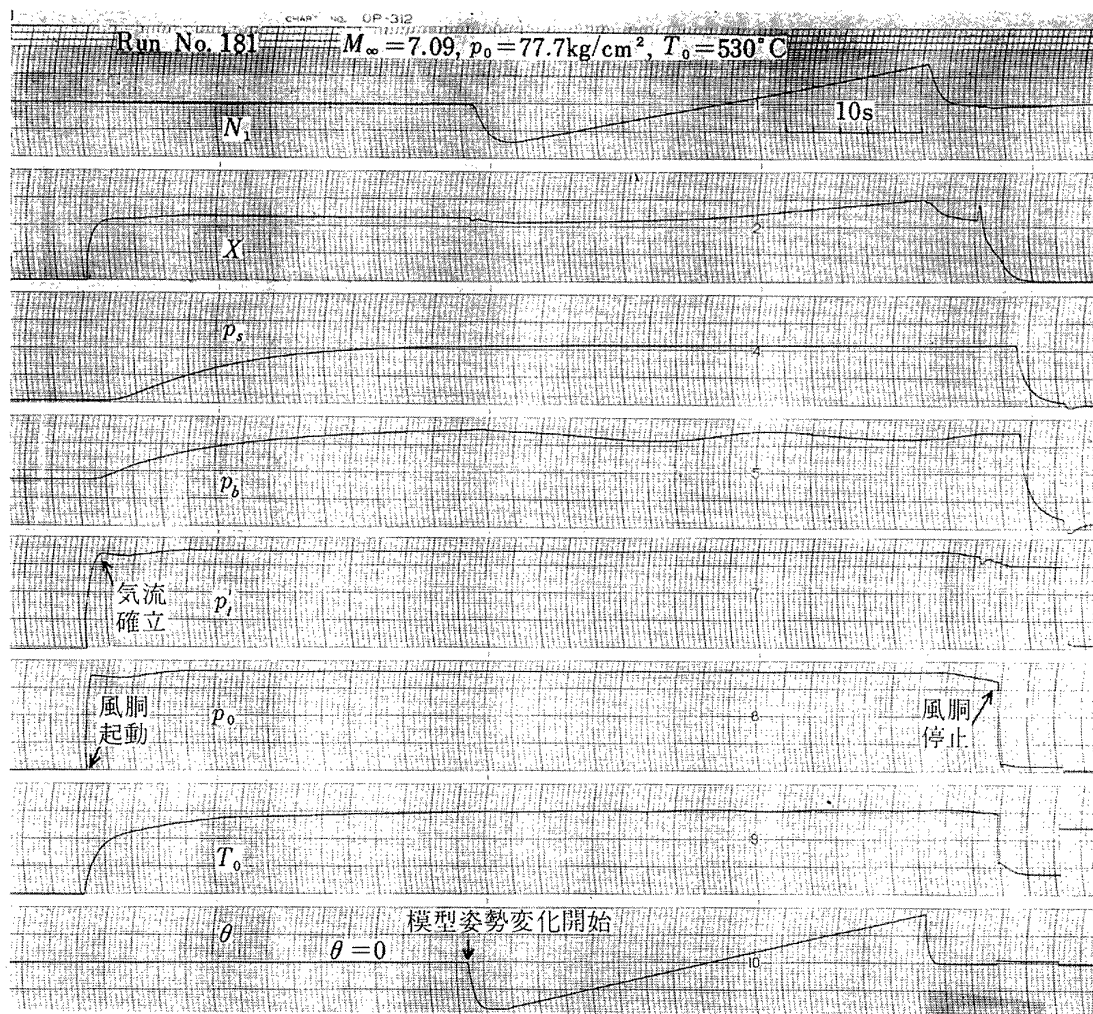 CHART NO. OP-312
Run No. 181 M∞=7.09, p₀=77.7kg/cm², T₀=530°C
1
10s
N₁
2
X
pₛ
4
p_b
5
気流
確立
p′ₜ
7
風胴
起動
p₀
8
風胴
停止
9
T₀
模型姿勢変化開始
θ
θ=0
10